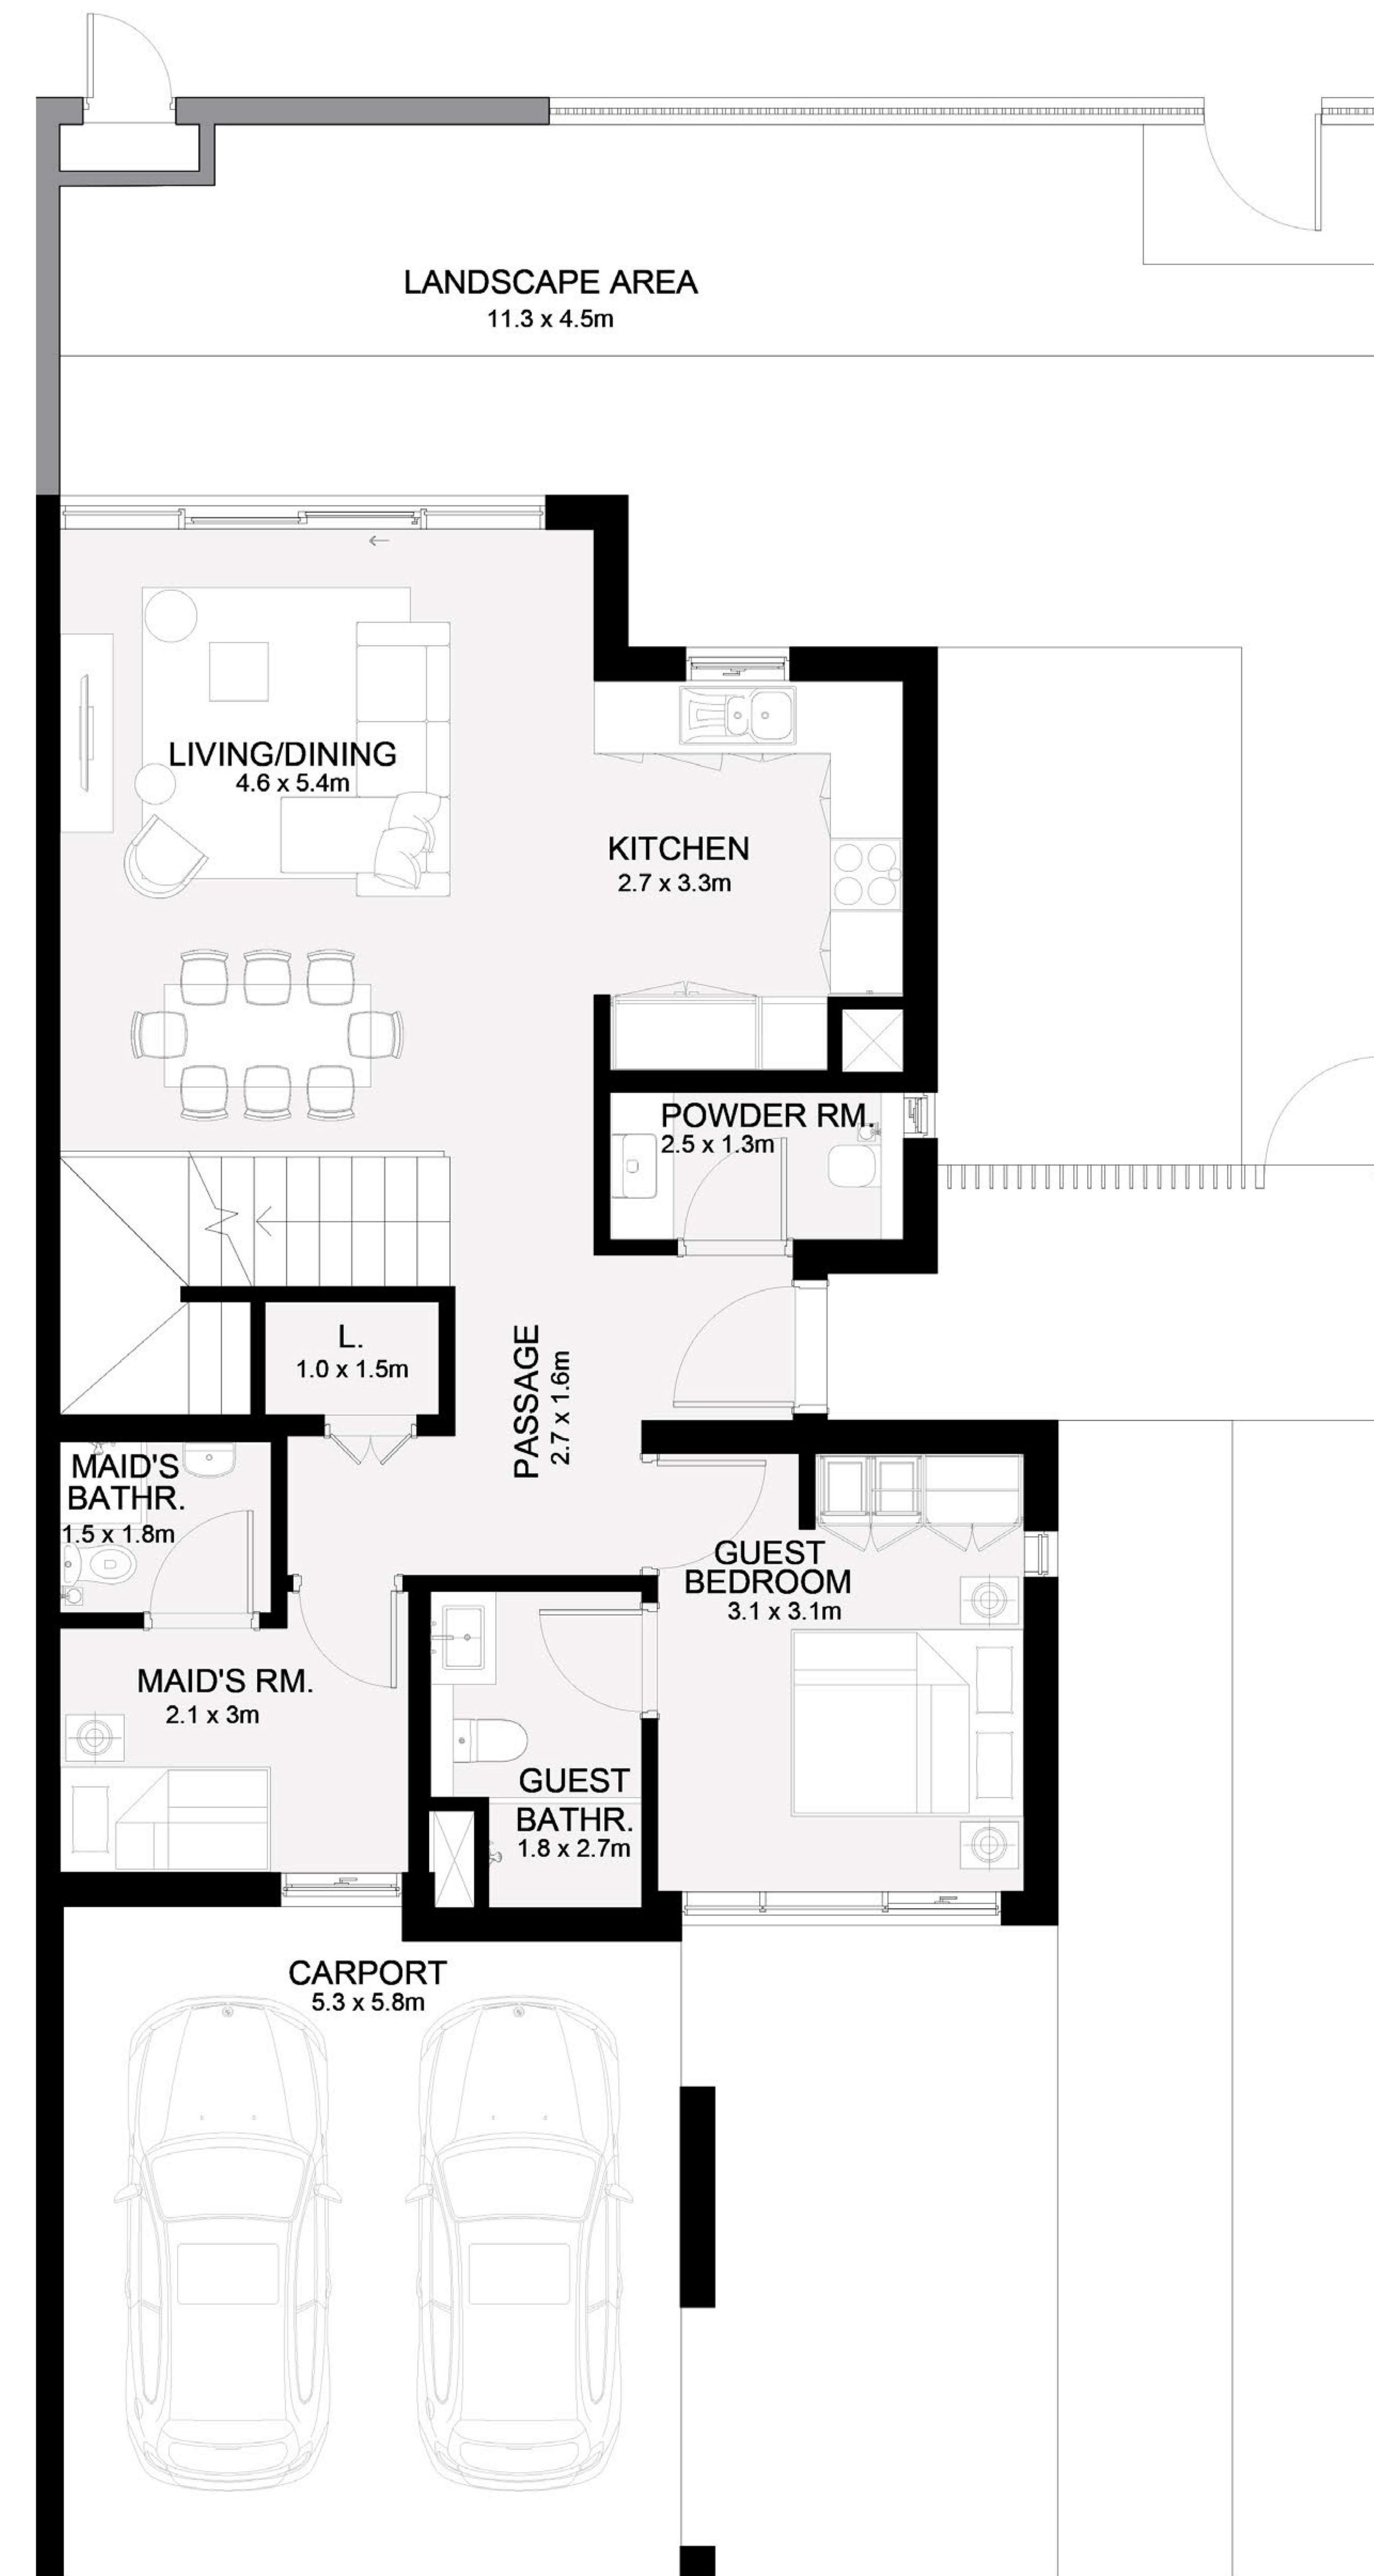 LANDSCAPE AREA
11.3 x 4.5m
LIVING/DINING
4.6 x 5.4m
KITCHEN
2.7 x 3.3m
POWDER RM.
2.5 x 1.3m
L.
1.0 x 1.5m
PASSAGE
2.7 x 1.6m
MAID'S
BATHR.
1.5 x 1.8m
GUEST
BEDROOM
3.1 x 3.1m
MAID'S RM.
2.1 x 3m
GUEST
BATHR.
1.8 x 2.7m
CARPORT
5.3 x 5.8m